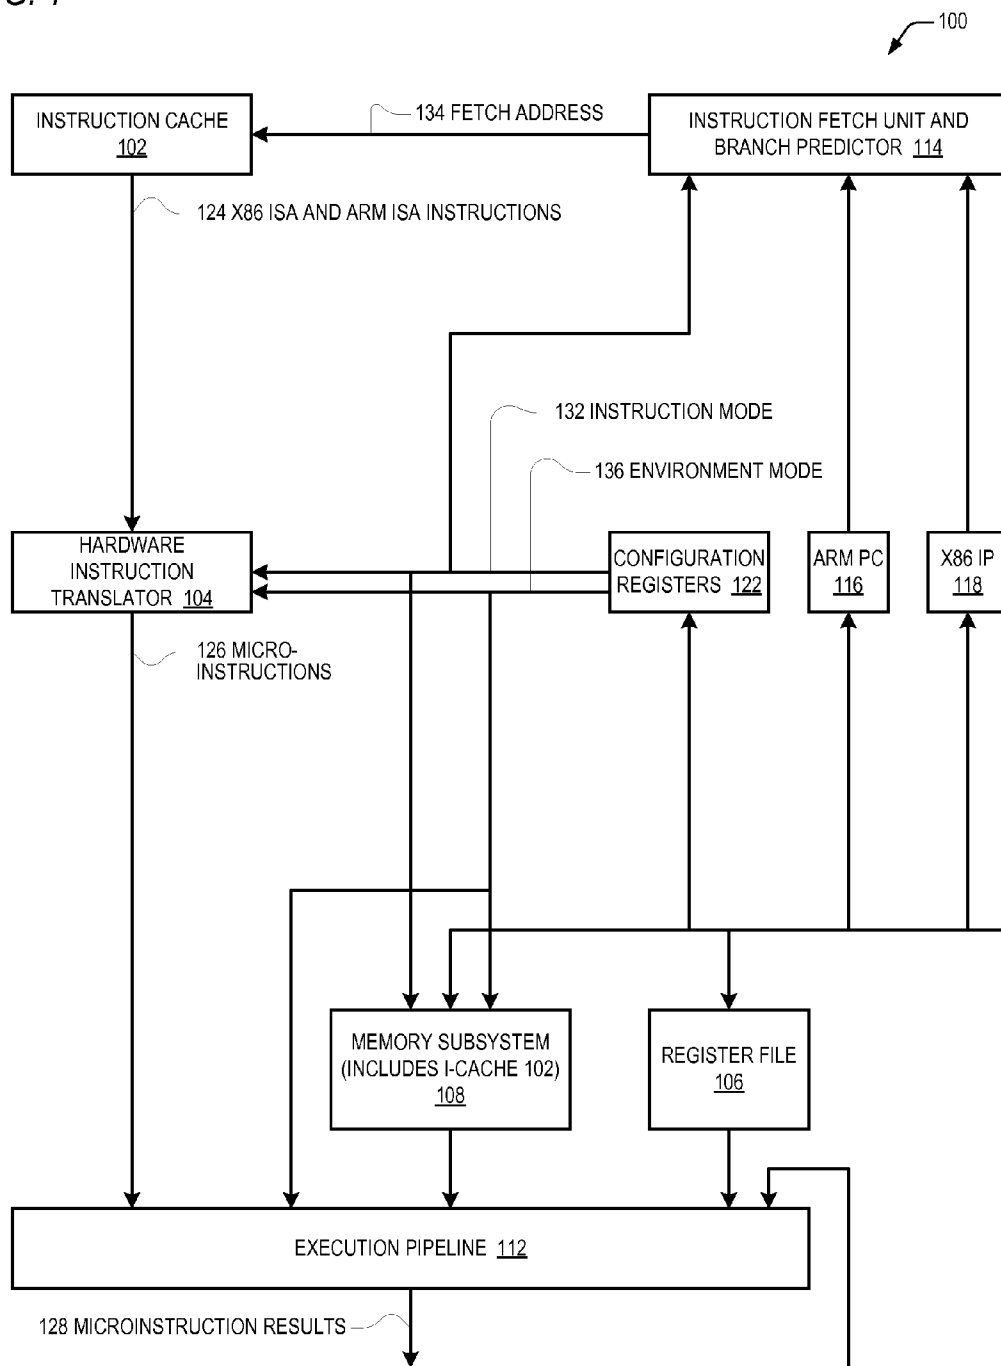 100
INSTRUCTION CACHE
102
134 FETCH ADDRESS
INSTRUCTION FETCH UNIT AND
BRANCH PREDICTOR 114
124 X86 ISA AND ARM ISA INSTRUCTIONS
132 INSTRUCTION MODE
136 ENVIRONMENT MODE
HARDWARE
INSTRUCTION
TRANSLATOR 104
CONFIGURATION
REGISTERS 122
ARM PC
116
X86 IP
118
126 MICRO-
INSTRUCTIONS
MEMORY SUBSYSTEM
(INCLUDES I-CACHE 102)
108
REGISTER FILE
106
EXECUTION PIPELINE 112
128 MICROINSTRUCTION RESULTS